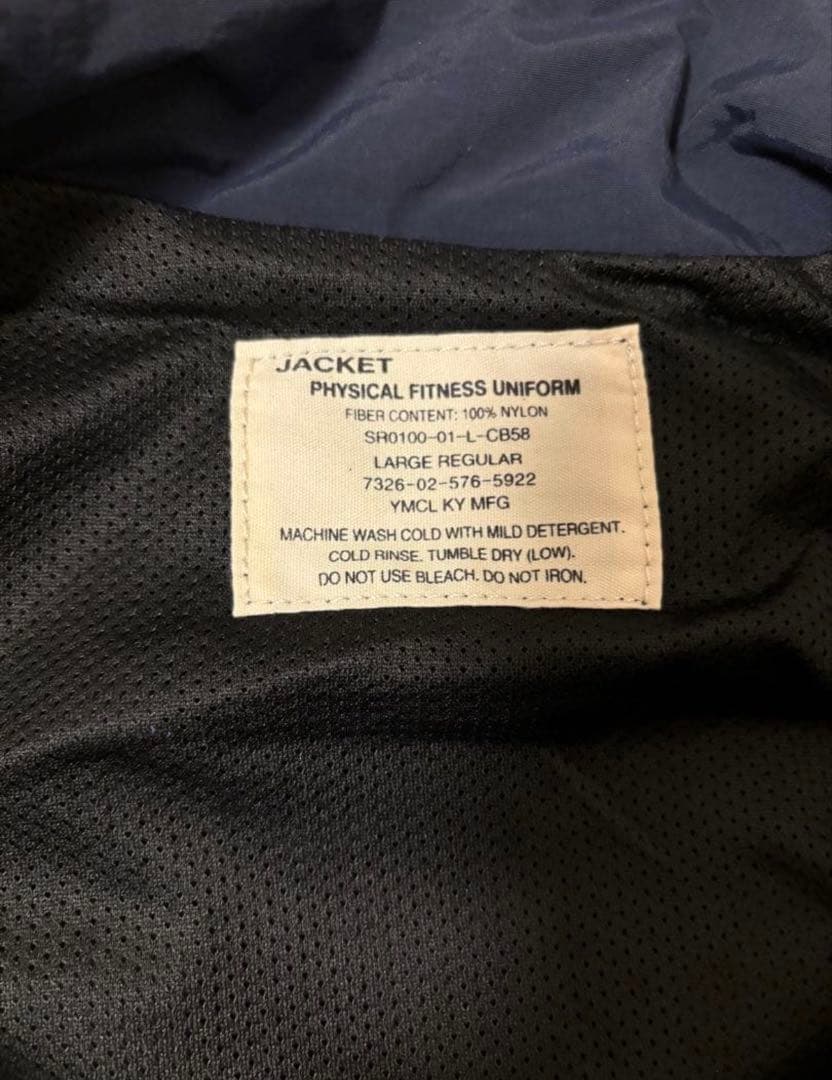 JACKET
PHYSICAL FITNESS UNIFORM
FIBER CONTENT: 100% NYLON
SR0100-01-L-CB58
LARGE REGULAR
7326-02-576-5922
YMCL KY MFG
MACHINE WASH COLD WITH MILD DETERGENT.
COLD RINSE. TUMBLE DRY (LOW).
DO NOT USE BLEACH. DO NOT IRON.